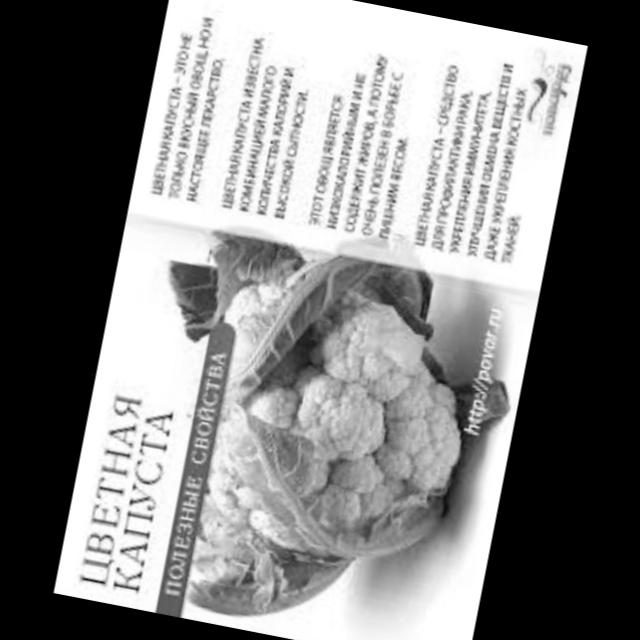 ЦВЕТНАЯ
КАПУСТА
ПОЛЕЗНЫЕ СВОЙСТВА
ЦВЕТНАЯ КАПУСТА – ЭТО НЕ
ТОЛЬКО ВКУСНЫЙ ОВОЩ, НО И
НАСТОЯЩЕЕ ЛЕКАРСТВО.
ЦВЕТНАЯ КАПУСТА ИЗВЕСТНА
КОМБИНАЦИЕЙ МАЛОГО
КОЛИЧЕСТВА КАЛОРИЙ И
ВЫСОКОЙ СЫТНОСТИ.
ЭТОТ ОВОЩ ЯВЛЯЕТСЯ
НИЗКОКАЛОРИЙНЫМ И НЕ
СОДЕРЖИТ ЖИРОВ, А ПОТОМУ
ОЧЕНЬ ПОЛЕЗЕН В БОРЬБЕ С
ЛИШНИМ ВЕСОМ.
ЦВЕТНАЯ КАПУСТА – СРЕДСТВО
ДЛЯ ПРОФИЛАКТИКИ РАКА,
УКРЕПЛЕНИЯ ИММУНИТЕТА,
УЛУЧШЕНИЯ ОБМЕНА ВЕЩЕСТВ И
ДАЖЕ УКРЕПЛЕНИЯ КОСТНЫХ
ТКАНЕЙ.
http://povar.ru